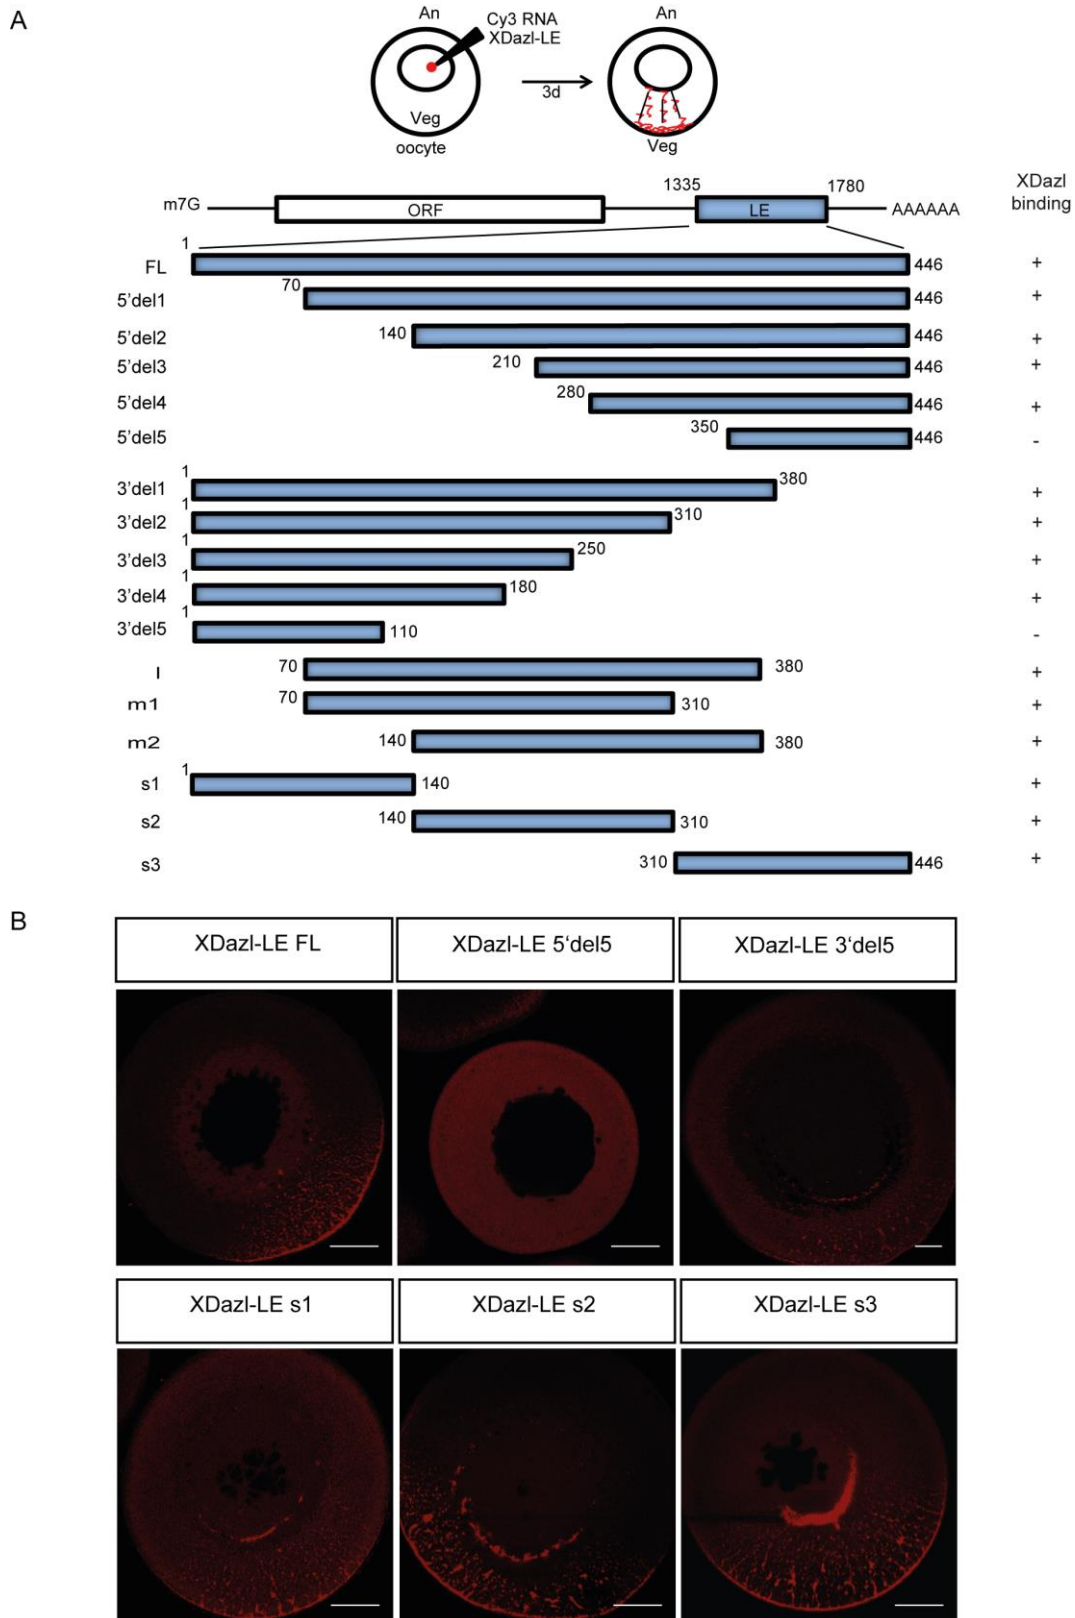 A
An
Cy3 RNA
XDazl-LE
An
3d
Veg
oocyte
Veg
m7G
ORF
1335
LE
1780
AAAAAA
XDazl
binding
FL 1 446 +
5'del1 70 446 +
5'del2 140 446 +
5'del3 210 446 +
5'del4 280 446 +
5'del5 350 446 -
3'del1 1 380 +
3'del2 1 310 +
3'del3 1 250 +
3'del4 1 180 +
3'del5 1 110 -
l 70 380 +
m1 70 310 +
m2 140 380 +
s1 1 140 +
s2 140 310 +
s3 310 446 +
B
XDazl-LE FL
XDazl-LE 5'del5
XDazl-LE 3'del5
XDazl-LE s1
XDazl-LE s2
XDazl-LE s3